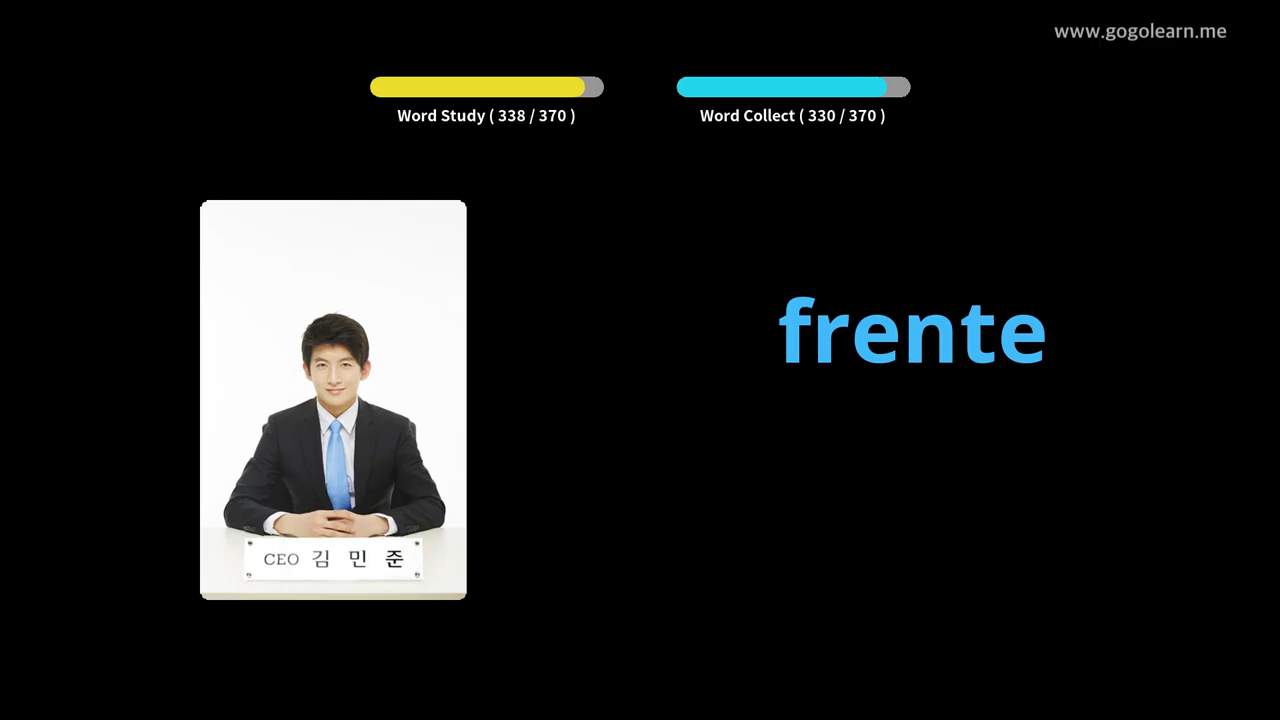 www.gogolearn.me
Word Study ( 338 / 370 )
Word Collect ( 330 / 370 )
frente
CEO 김 민 준